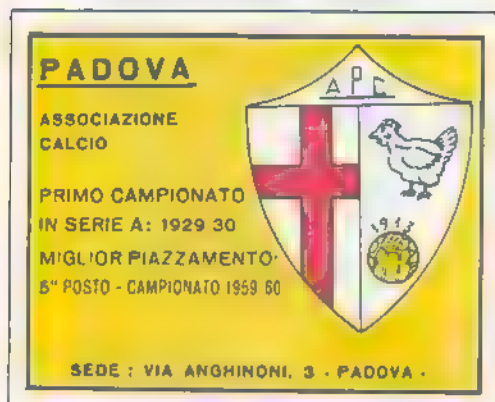 PADOVA
ASSOCIAZIONE
CALCIO
PRIMO CAMPIONATO
IN SERIE A: 1929 30
MIGLIOR PIAZZAMENTO:
5° POSTO - CAMPIONATO 1959 60
A P C
1912
SEDE : VIA ANGHINONI, 3 - PADOVA -